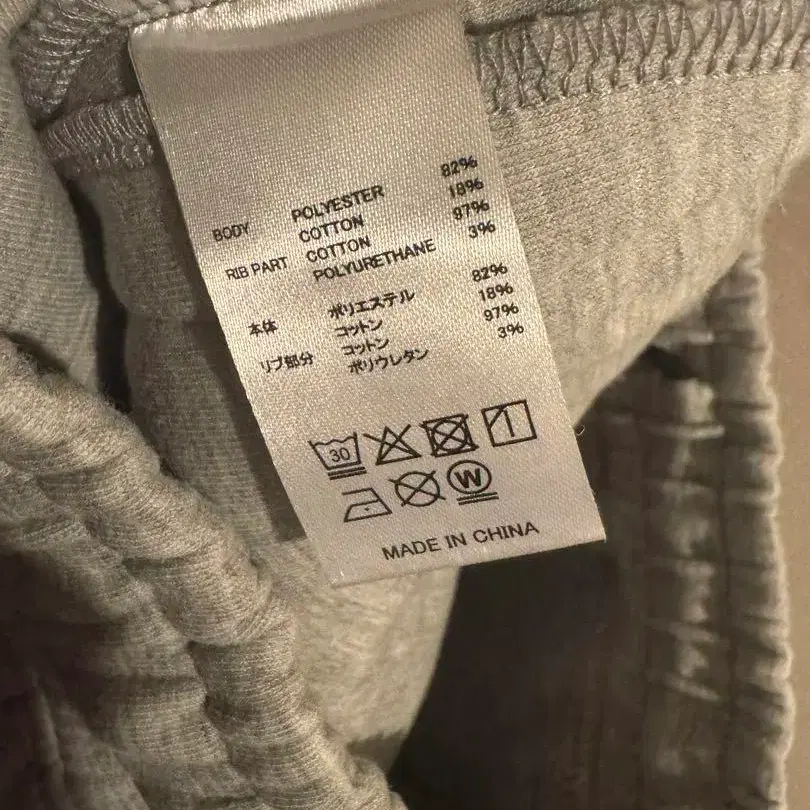 BODY POLYESTER 82%
COTTON 18%
RIB PART COTTON 97%
POLYURETHANE 3%
本体 ポリエステル 82%
コットン 18%
リブ部分 コットン 97%
ポリウレタン 3%
30
W
MADE IN CHINA